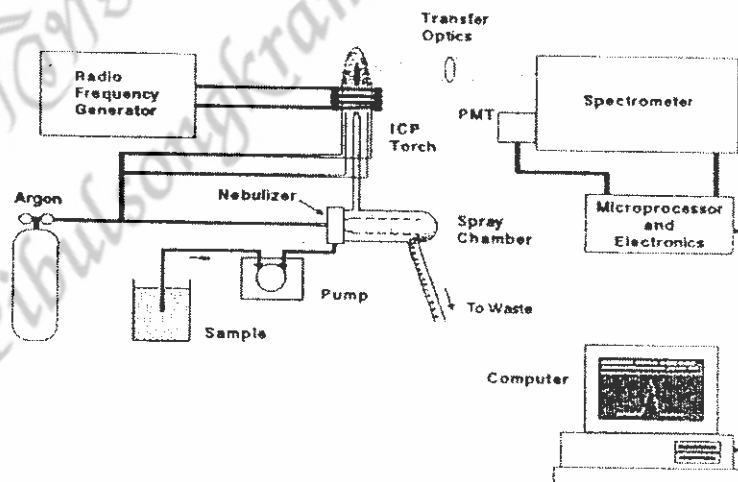 Transfer
Optics
Radio
Frequency
Generator
Spectrometer
PMT
ICP
Torch
Argon
Nebulizer
Spray
Chamber
Microprocessor
and
Electronics
Pump
To Waste
Sample
Computer